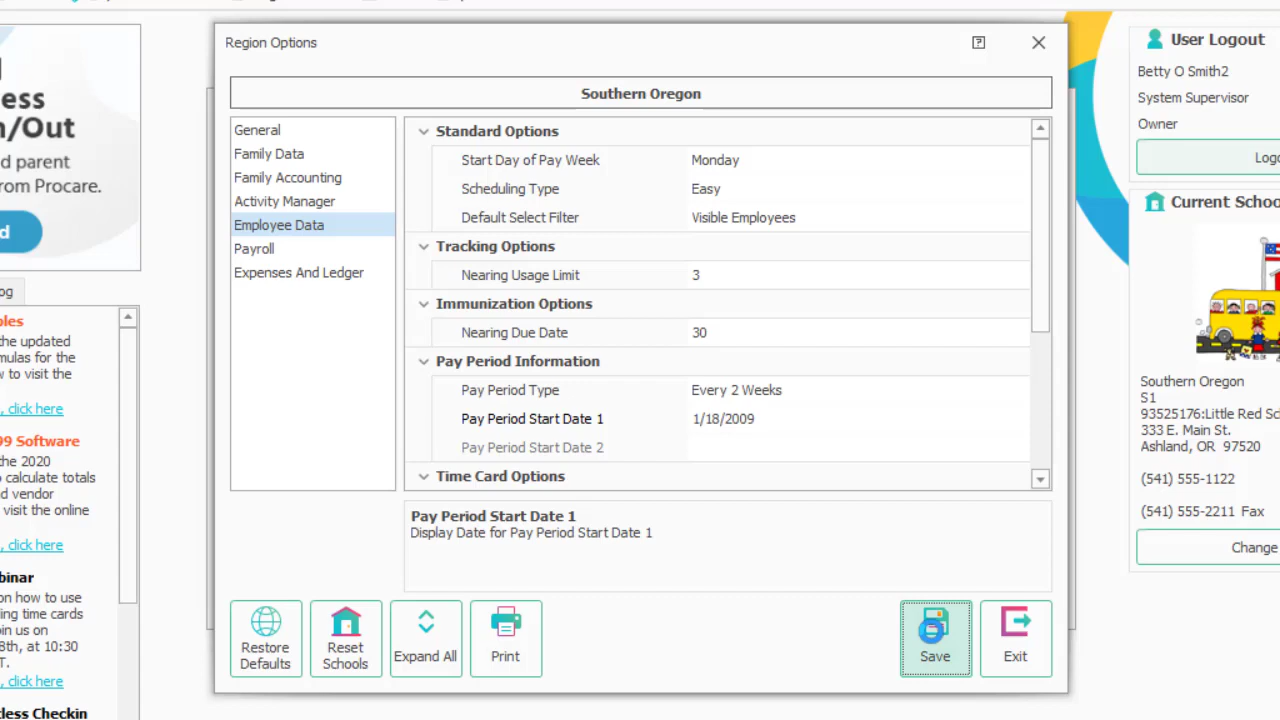 ess
n/Out
d parent
rom Procare.
d
og
les
the updated
mulas for the
w to visit the
, click here
99 Software
the 2020
o calculate totals
d vendor
visit the online
, click here
binar
on how to use
ing time cards
oin us on
8th, at 10:30
T.
, click here
tless Checkin
Region Options
?
Southern Oregon
General
Family Data
Family Accounting
Activity Manager
Employee Data
Payroll
Expenses And Ledger
Standard Options
Start Day of Pay Week Monday
Scheduling Type Easy
Default Select Filter Visible Employees
Tracking Options
Nearing Usage Limit 3
Immunization Options
Nearing Due Date 30
Pay Period Information
Pay Period Type Every 2 Weeks
Pay Period Start Date 1 1/18/2009
Pay Period Start Date 2
Time Card Options
Pay Period Start Date 1
Display Date for Pay Period Start Date 1
Restore Defaults
Reset Schools
Expand All
Print
Save
Exit
User Logout
Betty O Smith2
System Supervisor
Owner
Logo
Current Schoo
Southern Oregon
S1
93525176:Little Red Sc
333 E. Main St.
Ashland, OR 97520
(541) 555-1122
(541) 555-2211 Fax
Change